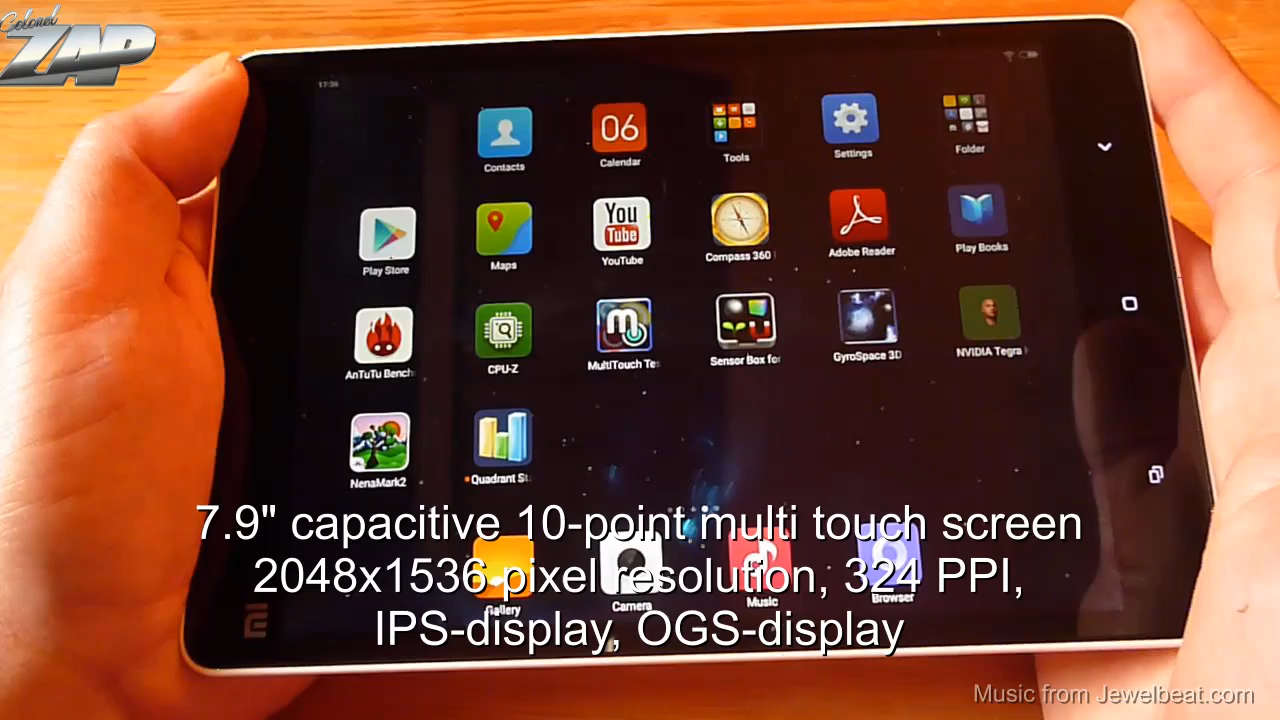 Colonel
ZAP
17:38
06
Contacts
Calendar
Tools
Settings
Folder
You
Tube
Play Store
Maps
YouTube
Compass 360
Adobe Reader
Play Books
AnTuTu Bench
CPU-Z
MultiTouch Tes
Sensor Box for
GyroSpace 3D
NVIDIA Tegra
NenaMark2
Quadrant St
7.9" capacitive 10-point multi touch screen
2048x1536 pixel resolution, 324 PPI,
IPS-display, OGS-display
Gallery
Camera
Music
Browser
Music from Jewelbeat.com